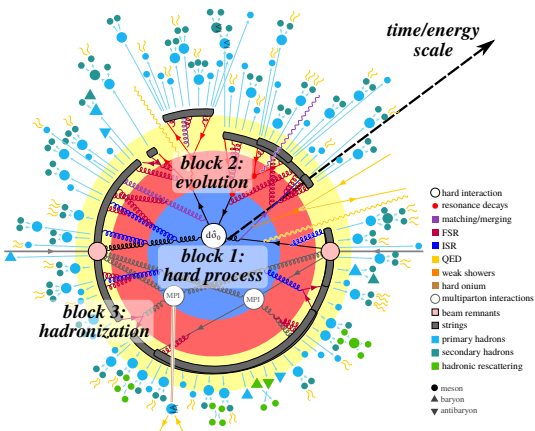 time/energy
scale
block 2:
evolution
dσ̂₀
block 1:
hard process
MPI
MPI
block 3:
hadronization
hard interaction
resonance decays
matching/merging
FSR
ISR
QED
weak showers
hard onium
multiparton interactions
beam remnants
strings
primary hadrons
secondary hadrons
hadronic rescattering
meson
baryon
antibaryon